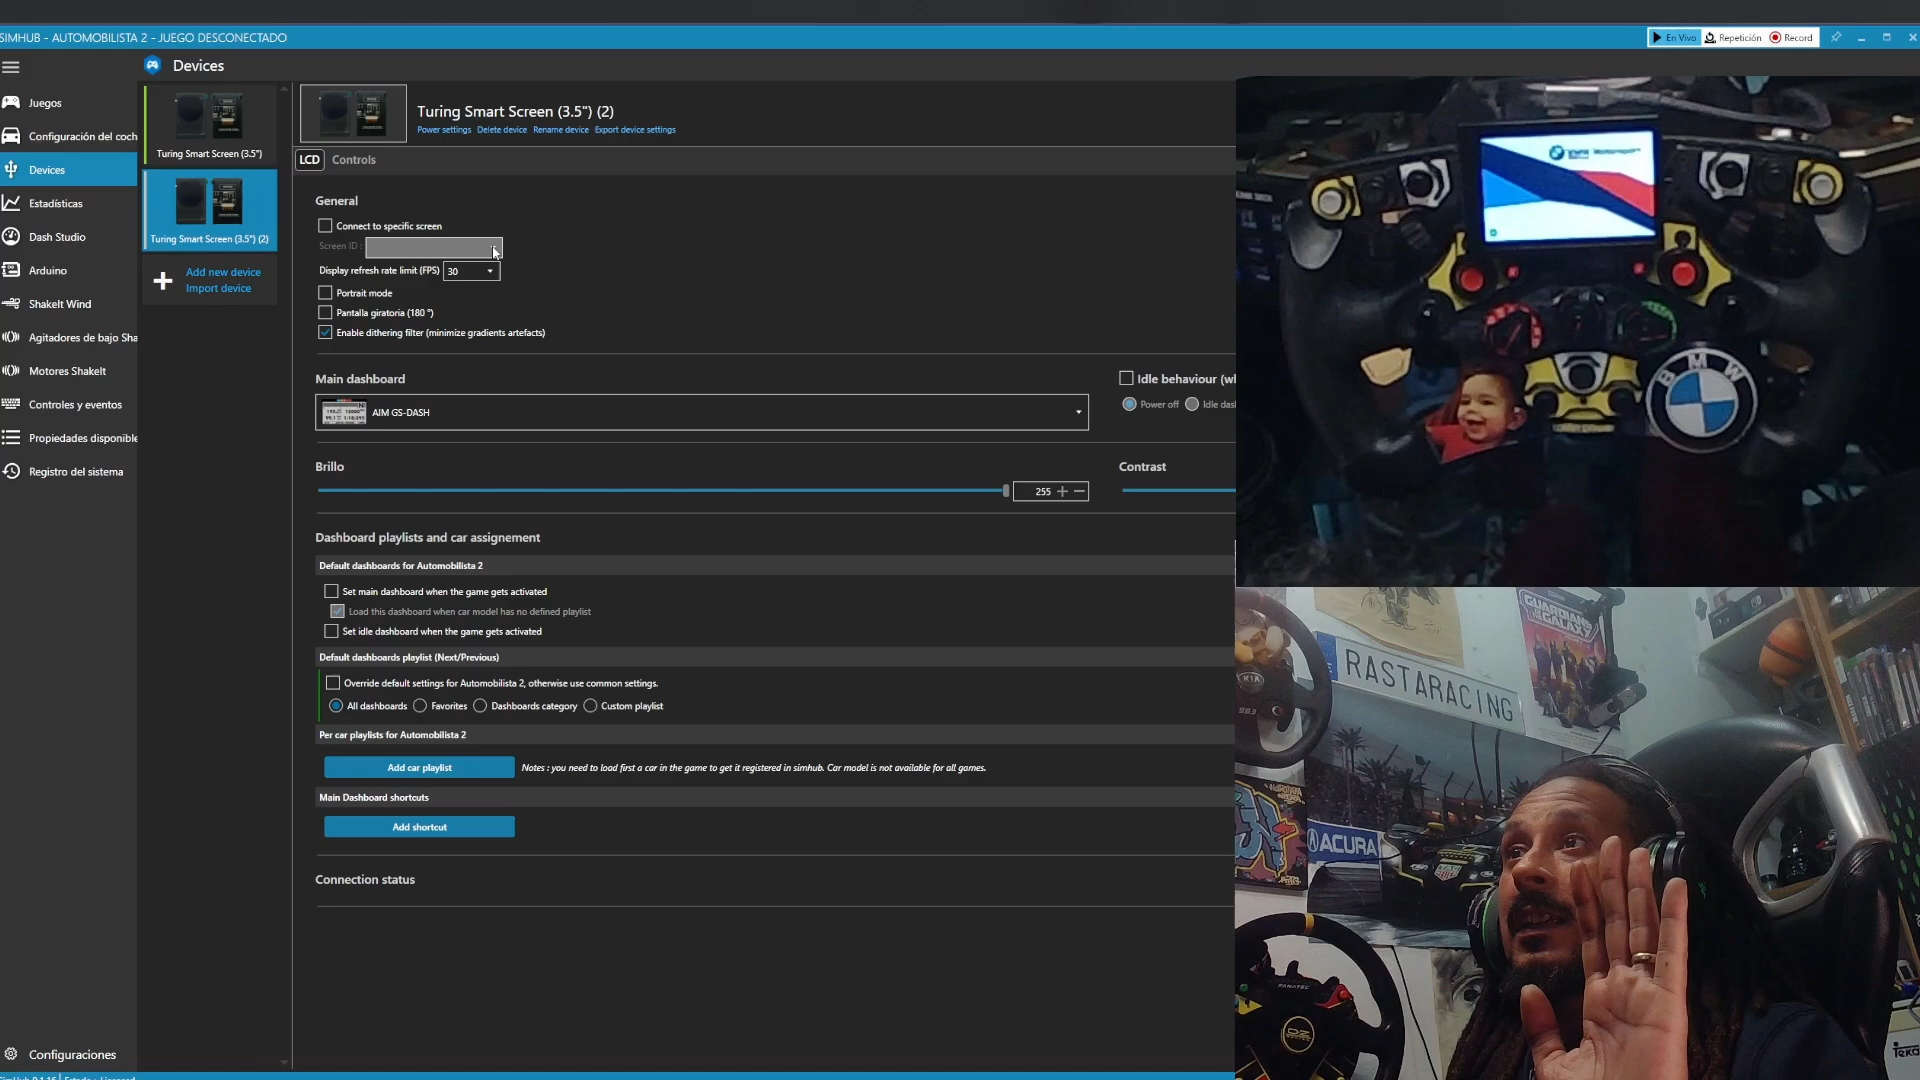 SIMHUB - AUTOMOBILISTA 2 - JUEGO DESCONECTADO
En Vivo
Repetición
Record
Devices
Juegos
Configuración del coch
Devices
Estadísticas
Dash Studio
Arduino
ShakeIt Wind
Agitadores de bajo Sha
Motores ShakeIt
Controles y eventos
Propiedades disponible
Registro del sistema
Configuraciones
Turing Smart Screen (3.5")
Turing Smart Screen (3.5") (2)
Add new device
Import device
Turing Smart Screen (3.5") (2)
Power settings Delete device Rename device Export device settings
LCD Controls
General
Connect to specific screen
Screen ID :
Display refresh rate limit (FPS) 30
Portrait mode
Pantalla giratoria (180 º)
Enable dithering filter (minimize gradients artefacts)
Main dashboard
AIM GS-DASH
Idle behaviour (wl
Power off Idle das
Brillo
255
Contrast
Dashboard playlists and car assignement
Default dashboards for Automobilista 2
Set main dashboard when the game gets activated
Load this dashboard when car model has no defined playlist
Set idle dashboard when the game gets activated
Default dashboards playlist (Next/Previous)
Override default settings for Automobilista 2, otherwise use common settings.
All dashboards Favorites Dashboards category Custom playlist
Per car playlists for Automobilista 2
Add car playlist Notes : you need to load first a car in the game to get it registered in simhub. Car model is not available for all games.
Main Dashboard shortcuts
Add shortcut
Connection status
BMW
GUARDIANS
OF THE
GALAXY
RASTARACING
KIA
ACURA
FANATEC
OZ